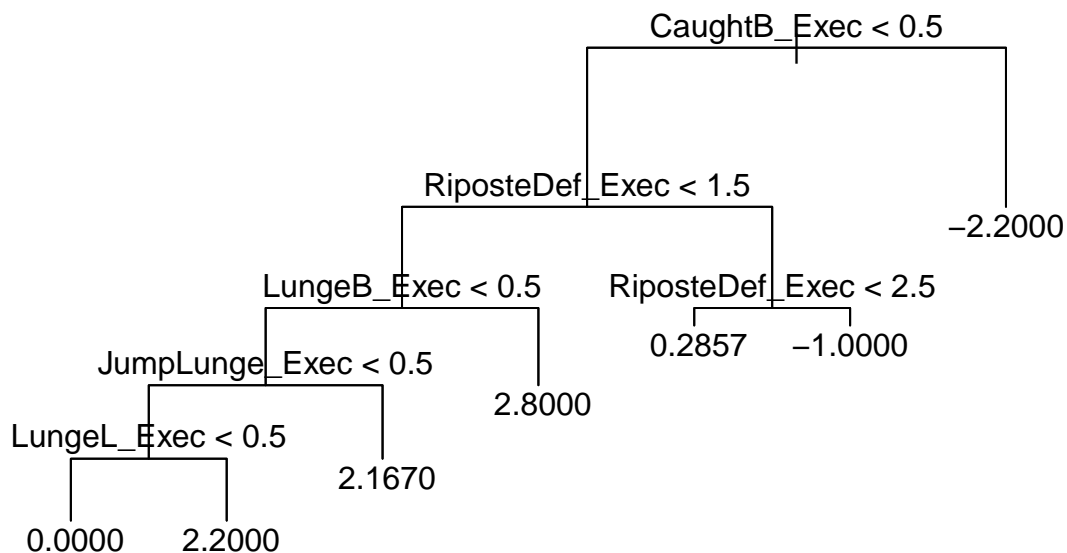 CaughtB_Exec < 0.5
RiposteDef_Exec < 1.5
−2.2000
LungeB_Exec < 0.5
RiposteDef_Exec < 2.5
0.2857
−1.0000
JumpLunge_Exec < 0.5
2.8000
LungeL_Exec < 0.5
2.1670
0.0000
2.2000